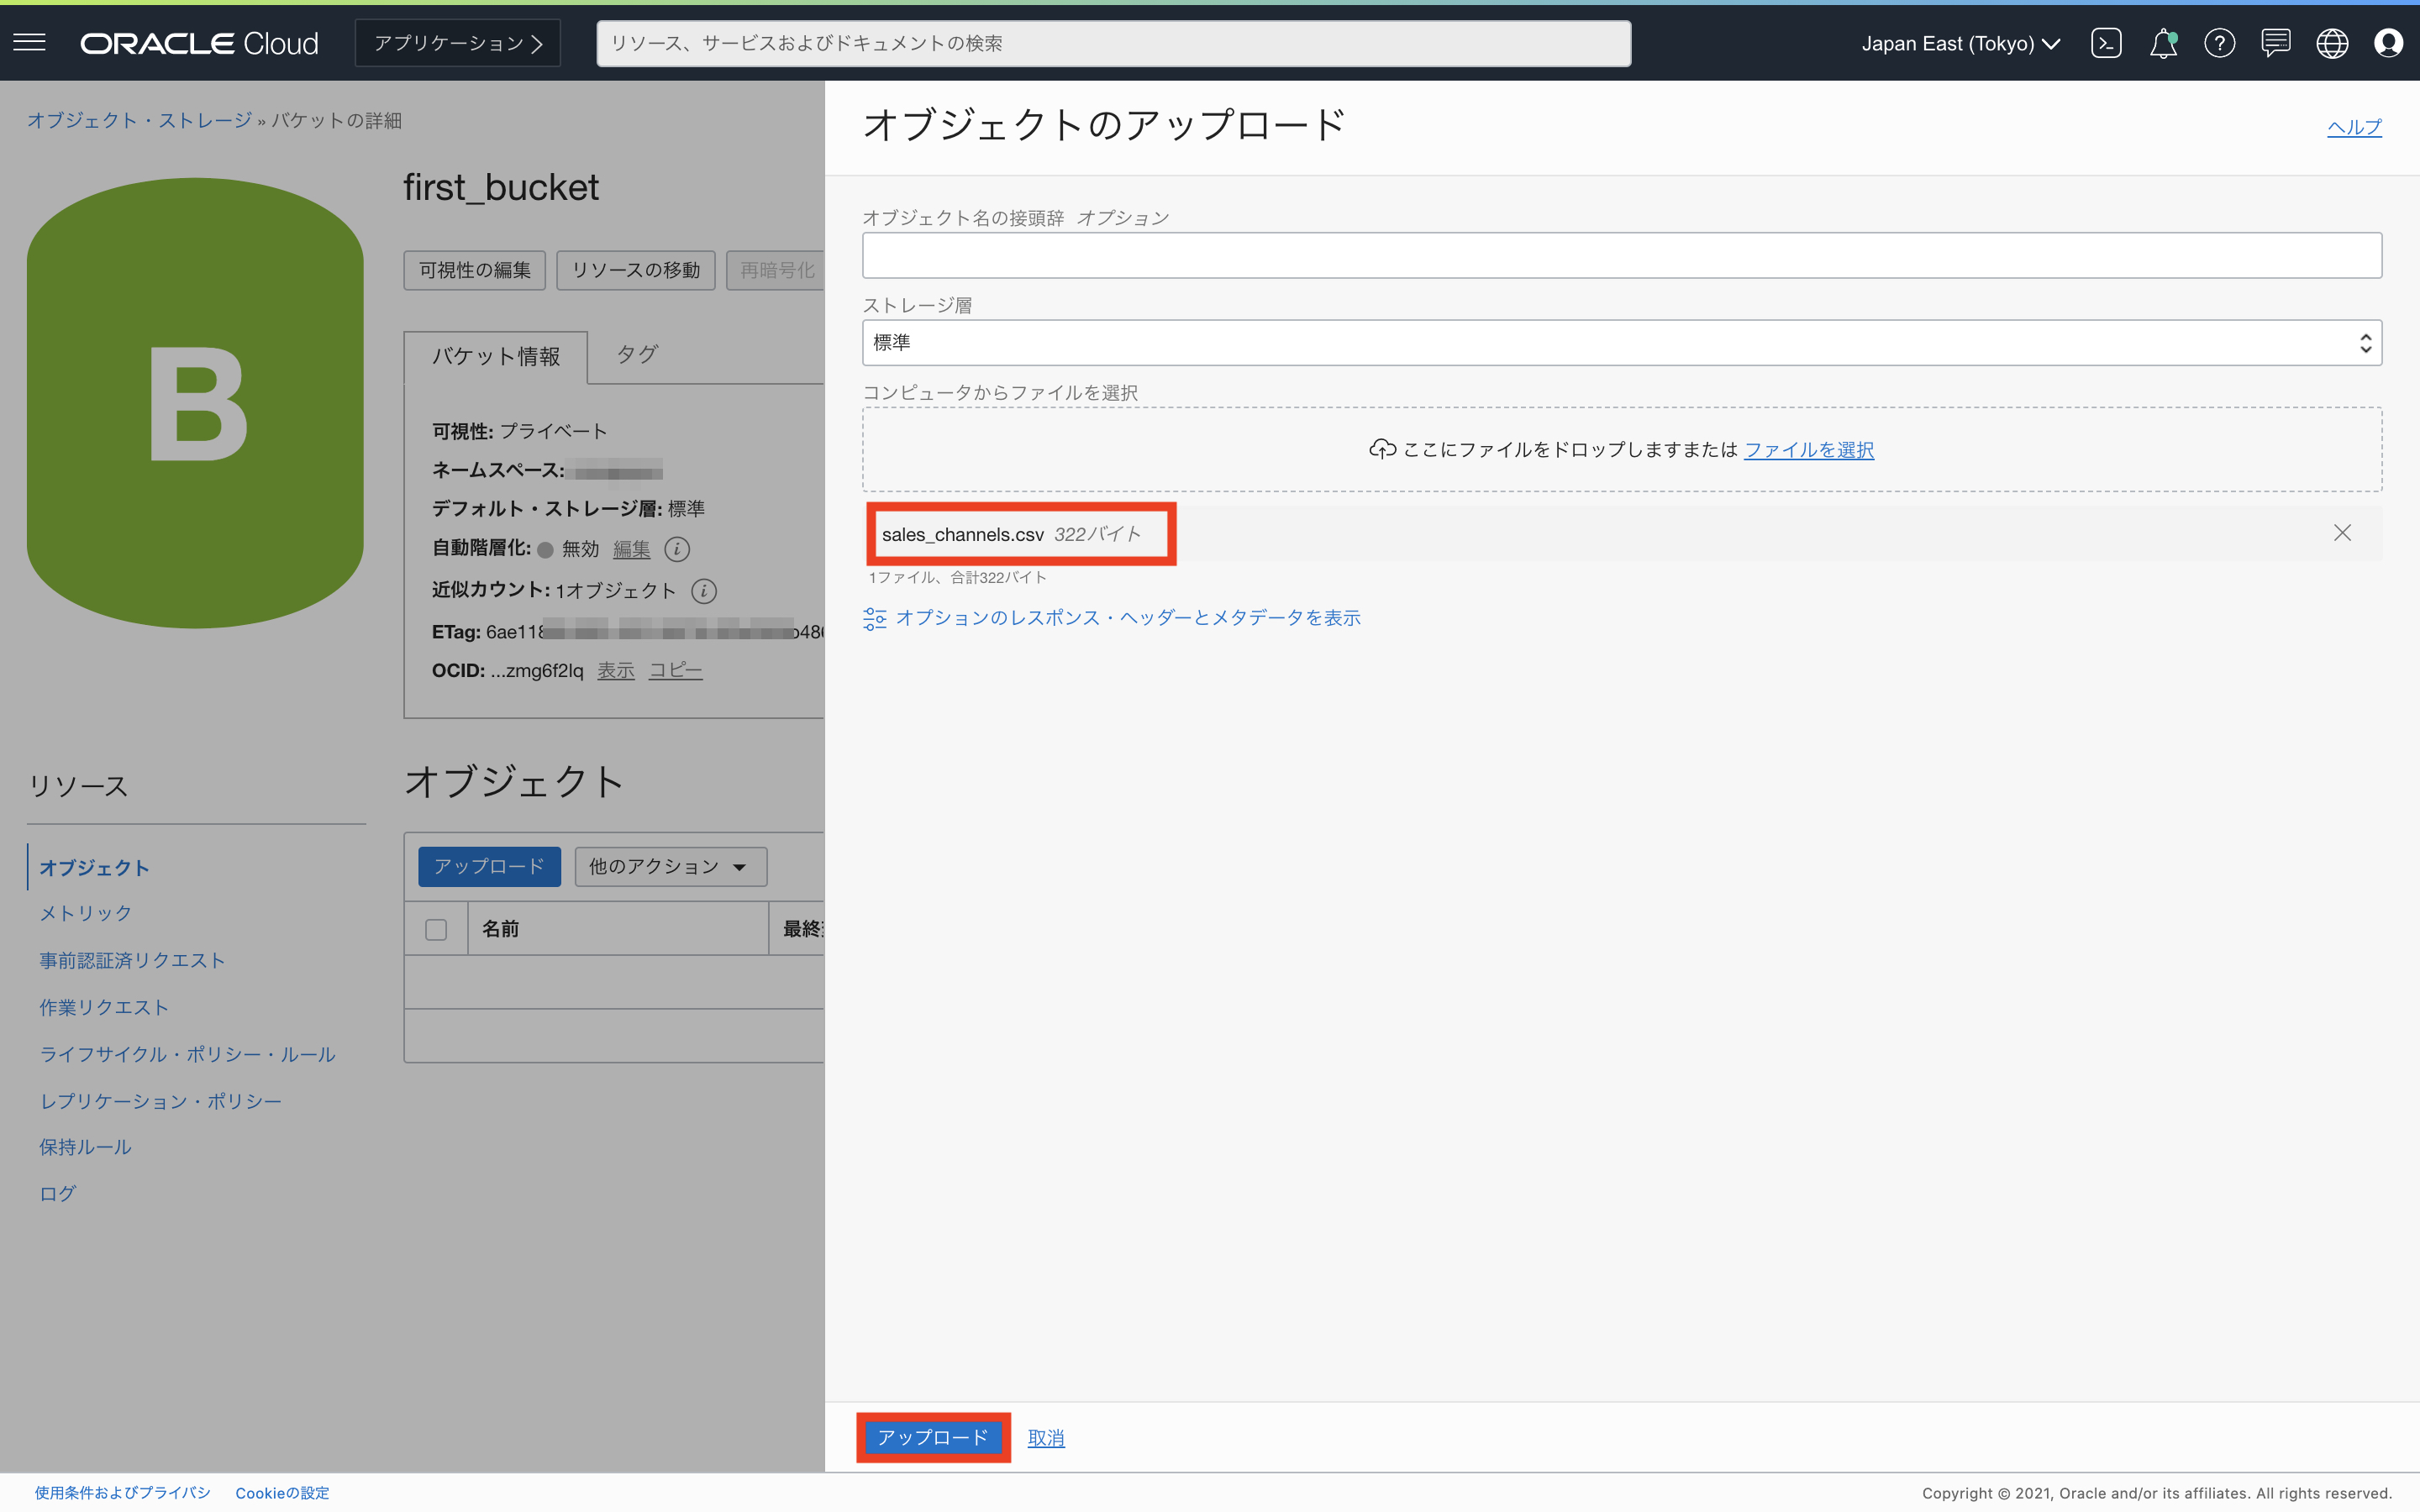 ORACLE Cloud
アプリケーション
リソース、サービスおよびドキュメントの検索
Japan East (Tokyo)
オブジェクト・ストレージ » バケットの詳細
B
first_bucket
可視性の編集
リソースの移動
再暗号化
バケット情報
タグ
可視性: プライベート
ネームスペース:
デフォルト・ストレージ層: 標準
自動階層化: 無効 編集
近似カウント: 1オブジェクト
ETag: 6ae118
OCID: ...zmg6f2lq 表示 コピー
リソース
オブジェクト
メトリック
事前認証済リクエスト
作業リクエスト
ライフサイクル・ポリシー・ルール
レプリケーション・ポリシー
保持ルール
ログ
オブジェクト
アップロード
他のアクション
名前
最終
オブジェクトのアップロード
ヘルプ
オブジェクト名の接頭辞 オプション
ストレージ層
標準
コンピュータからファイルを選択
ここにファイルをドロップしますまたは ファイルを選択
sales_channels.csv 322バイト
1ファイル、合計322バイト
オプションのレスポンス・ヘッダーとメタデータを表示
アップロード
取消
使用条件およびプライバシ
Cookieの設定
Copyright © 2021, Oracle and/or its affiliates. All rights reserved.